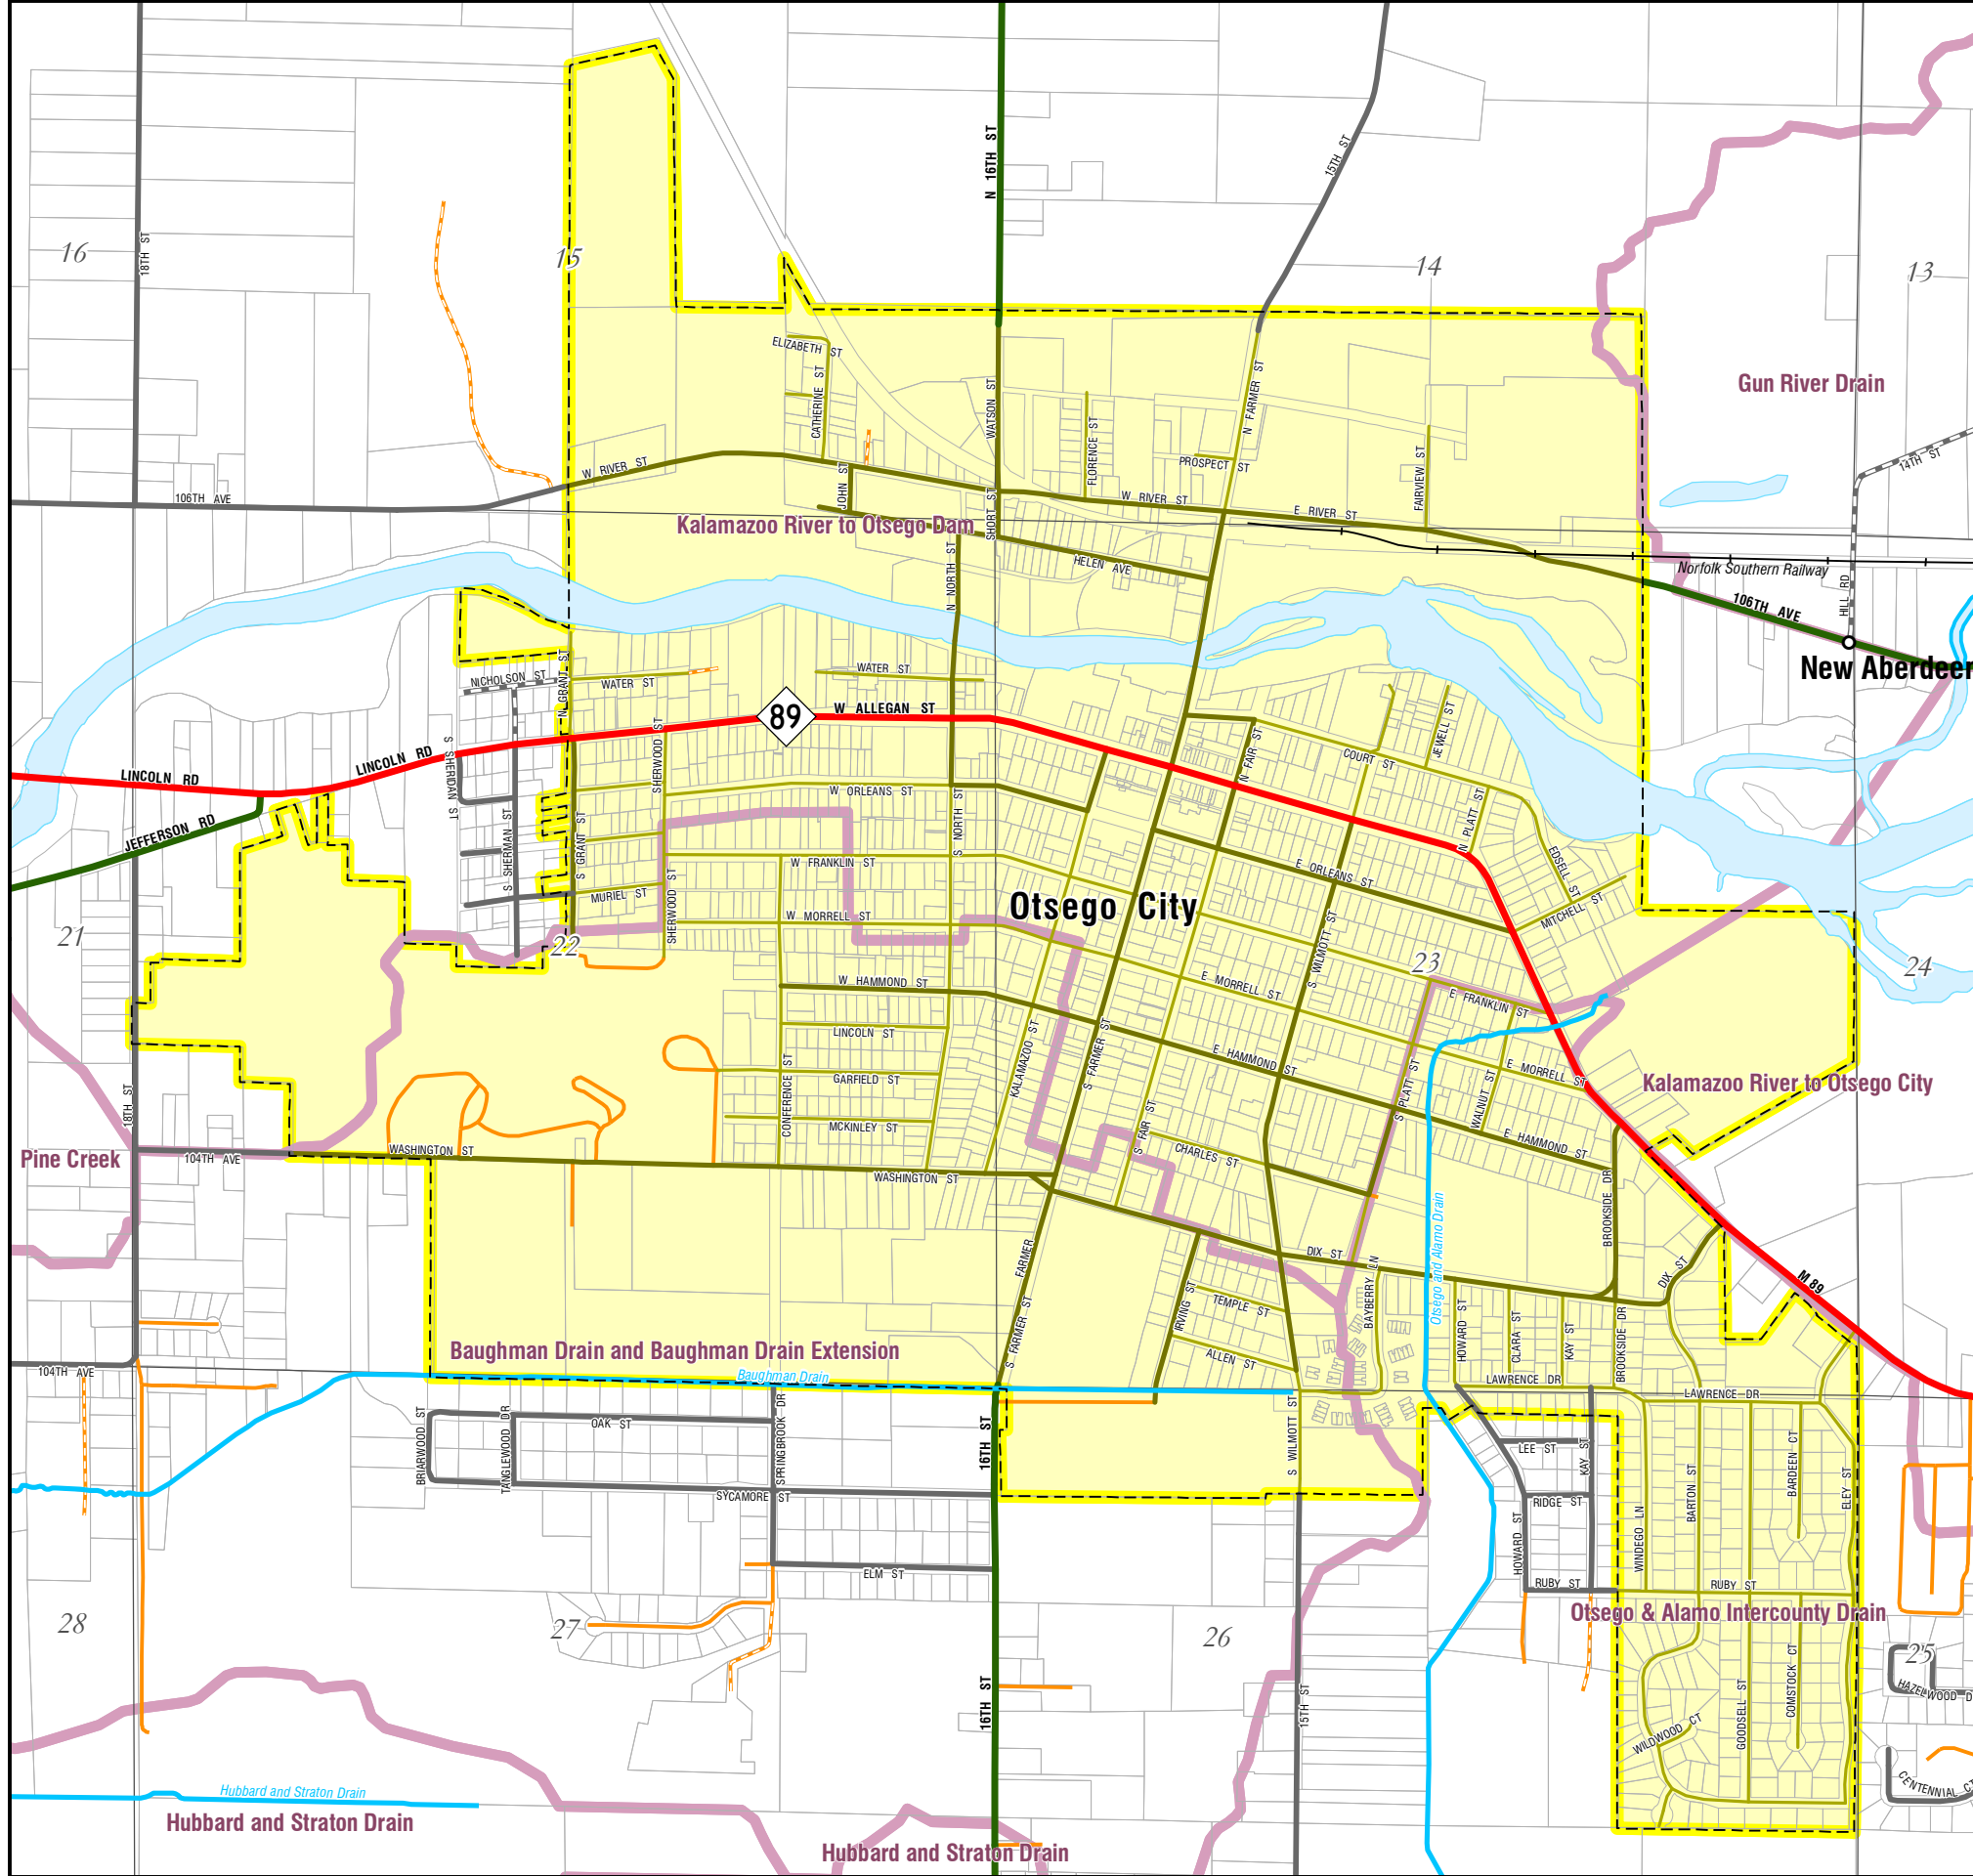 N 16TH ST
15TH ST
16
18TH ST
15
14
13
ELIZABETH ST
CATHERINE ST
WATSON ST
FLORENCE ST
N FARMER ST
PROSPECT ST
FAIRVIEW ST
Gun River Drain
14TH ST
W RIVER ST
106TH AVE
JOHN ST
SHORT ST
W RIVER ST
E RIVER ST
Kalamazoo River to Otsego Dam
N NORTH ST
HELEN AVE
Norfolk Southern Railway
HILL RD
106TH AVE
New Aberdeen
NICHOLSON ST
N GRANT ST
WATER ST
WATER ST
89
W ALLEGAN ST
LINCOLN RD
LINCOLN RD
JEFFERSON RD
S SHERIDAN ST
S SHERMAN ST
SHERWOOD ST
N FAIR ST
COURT ST
JEWELL ST
N PLATT ST
EDSELL ST
MITCHELL ST
W ORLEANS ST
S NORTH ST
S GRANT ST
W FRANKLIN ST
MURIEL ST
SHERWOOD ST
W MORRELL ST
Otsego City
E ORLEANS ST
S WILMOTT ST
21
22
23
24
W HAMMOND ST
E MORRELL ST
E FRANKLIN ST
LINCOLN ST
KALAMAZOO ST
S FARMER ST
E HAMMOND ST
S PLATT ST
WALNUT ST
E MORRELL ST
Kalamazoo River to Otsego City
CONFERENCE ST
GARFIELD ST
MCKINLEY ST
S FAIR ST
CHARLES ST
E HAMMOND ST
18TH ST
Pine Creek
104TH AVE
WASHINGTON ST
WASHINGTON ST
BROOKSIDE DR
Otsego and Alamo Drain
FARMER
DIX ST
DIX ST
M 89
BAYBERRY LN
IRVING ST
TEMPLE ST
ALLEN ST
S FARMER ST
HOWARD ST
CLARA ST
KAY ST
BROOKSIDE DR
Baughman Drain and Baughman Drain Extension
Baughman Drain
104TH AVE
LAWRENCE DR
LAWRENCE DR
BRIARWOOD ST
TANGLEWOOD DR
OAK ST
SPRINGBROOK DR
SYCAMORE ST
16TH ST
S WILMOTT ST
LEE ST
KAY ST
RIDGE ST
HOWARD ST
RUBY ST
WINDEGO LN
BARTON ST
BARDEEN CT
ELEY ST
RUBY ST
ELM ST
28
27
26
25
Otsego & Alamo Intercounty Drain
16TH ST
15TH ST
GOODSELL ST
COMSTOCK CT
WILDWOOD CT
HAZELWOOD D
CENTENNIAL CT
Hubbard and Straton Drain
Hubbard and Straton Drain
Hubbard and Straton Drain